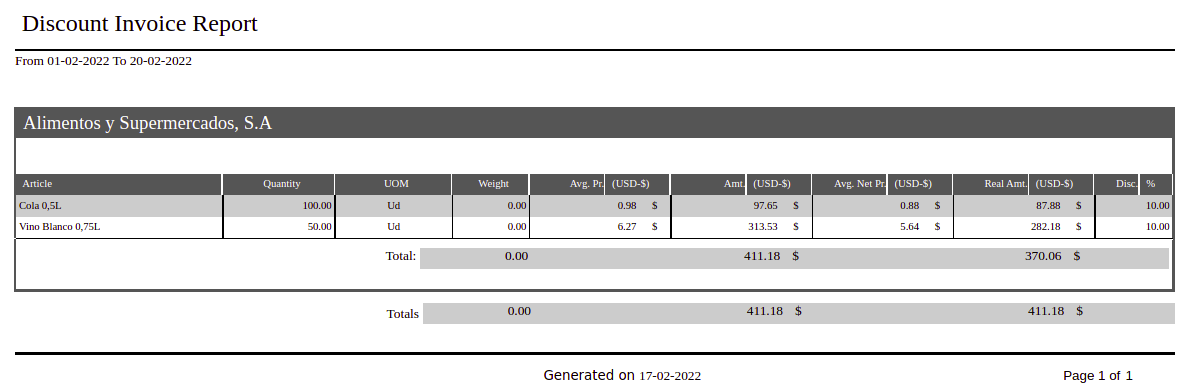 Discount Invoice Report
From 01-02-2022 To 20-02-2022
Alimentos y Supermercados, S.A
Article Quantity UOM Weight Avg. Pr. (USD-$) Amt. (USD-$) Avg. Net Pr. (USD-$) Real Amt. (USD-$) Disc. %
Cola 0,5L 100.00 Ud 0.00 0.98 $ 97.65 $ 0.88 $ 87.88 $ 10.00
Vino Blanco 0,75L 50.00 Ud 0.00 6.27 $ 313.53 $ 5.64 $ 282.18 $ 10.00
Total: 0.00 411.18 $ 370.06 $
Totals 0.00 411.18 $ 411.18 $
Generated on 17-02-2022 Page 1 of 1